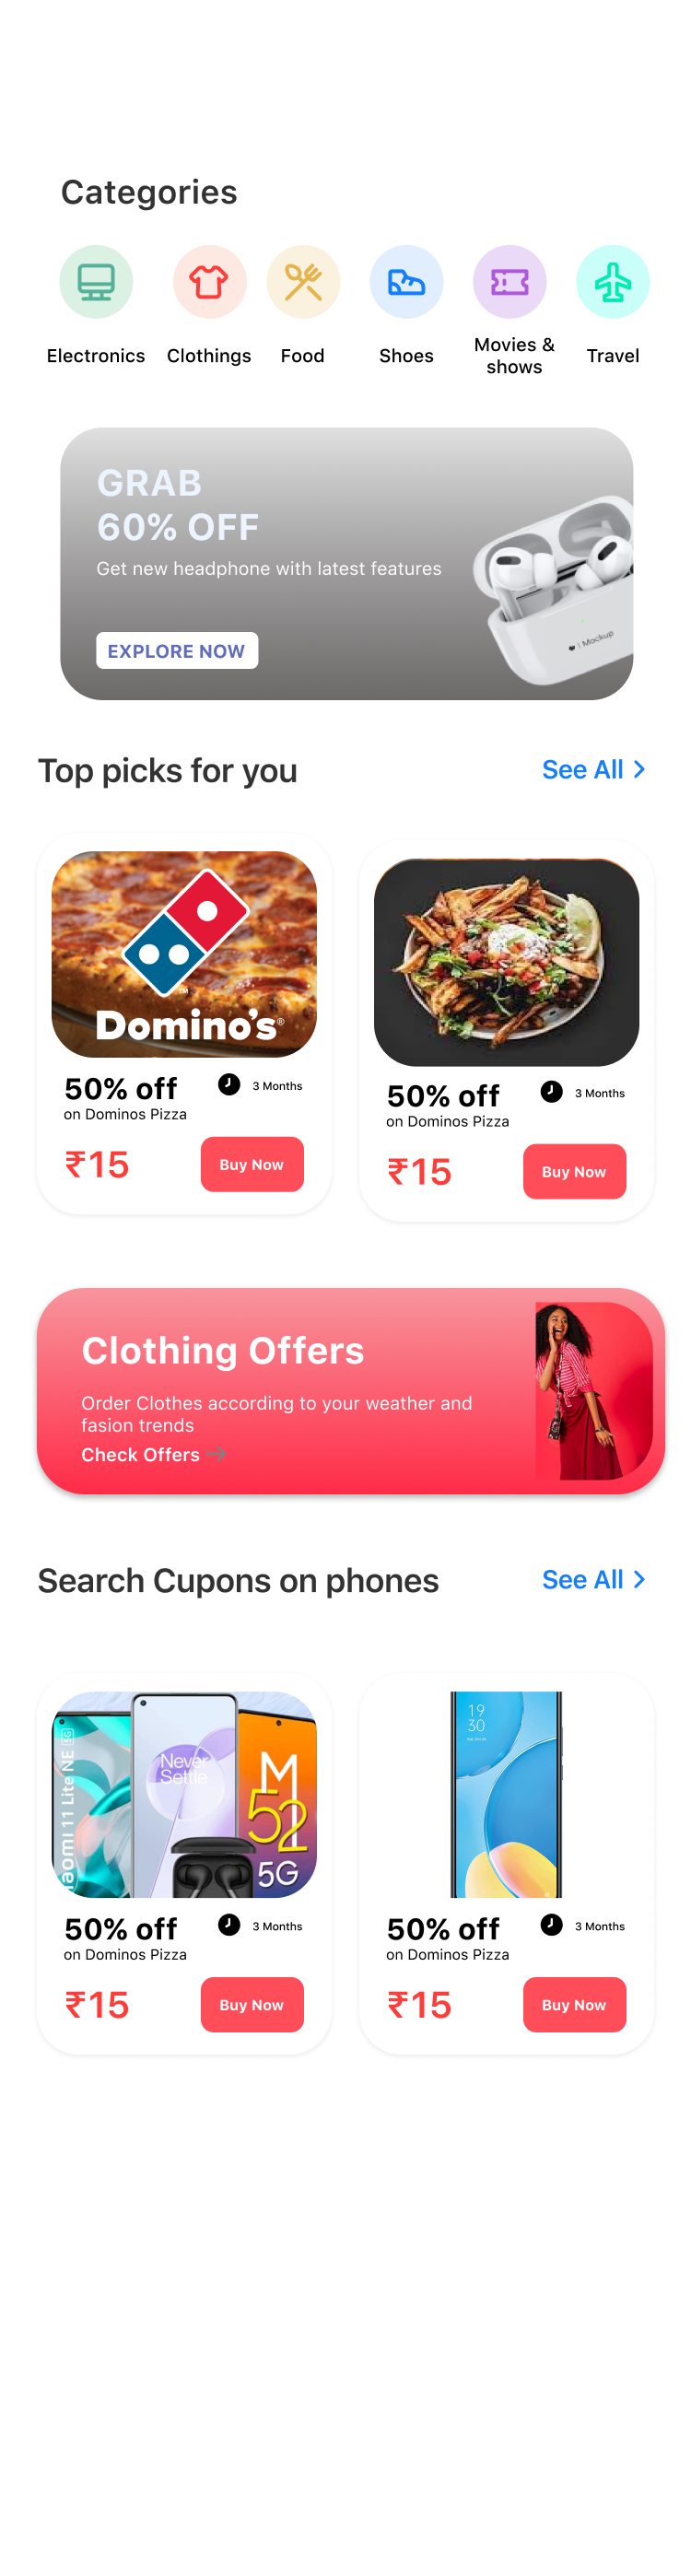 Categories
Electronics
Clothings
Food
Shoes
Movies &
shows
Travel
GRAB
60% OFF
Get new headphone with latest features
EXPLORE NOW
Mockup
Top picks for you
See All
Domino's®
TM
50% off
3 Months
on Dominos Pizza
₹15
Buy Now
50% off
3 Months
on Dominos Pizza
₹15
Buy Now
Clothing Offers
Order Clothes according to your weather and
fasion trends
Check Offers →
Search Cupons on phones
See All
aomi 11 Lite NE 5G
Never
Settle
M
52
5G
19
30
50% off
3 Months
on Dominos Pizza
₹15
Buy Now
50% off
3 Months
on Dominos Pizza
₹15
Buy Now